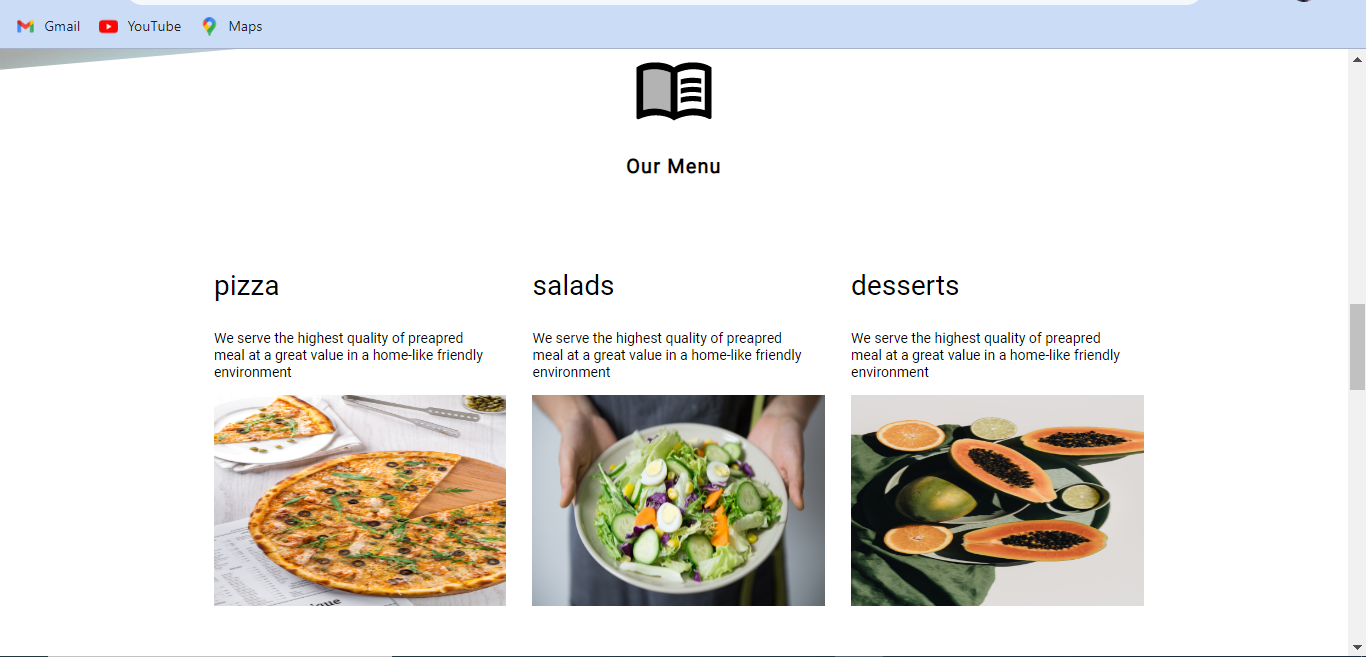 Gmail YouTube Maps
Our Menu
pizza
We serve the highest quality of preapred
meal at a great value in a home-like friendly
environment
salads
We serve the highest quality of preapred
meal at a great value in a home-like friendly
environment
desserts
We serve the highest quality of preapred
meal at a great value in a home-like friendly
environment